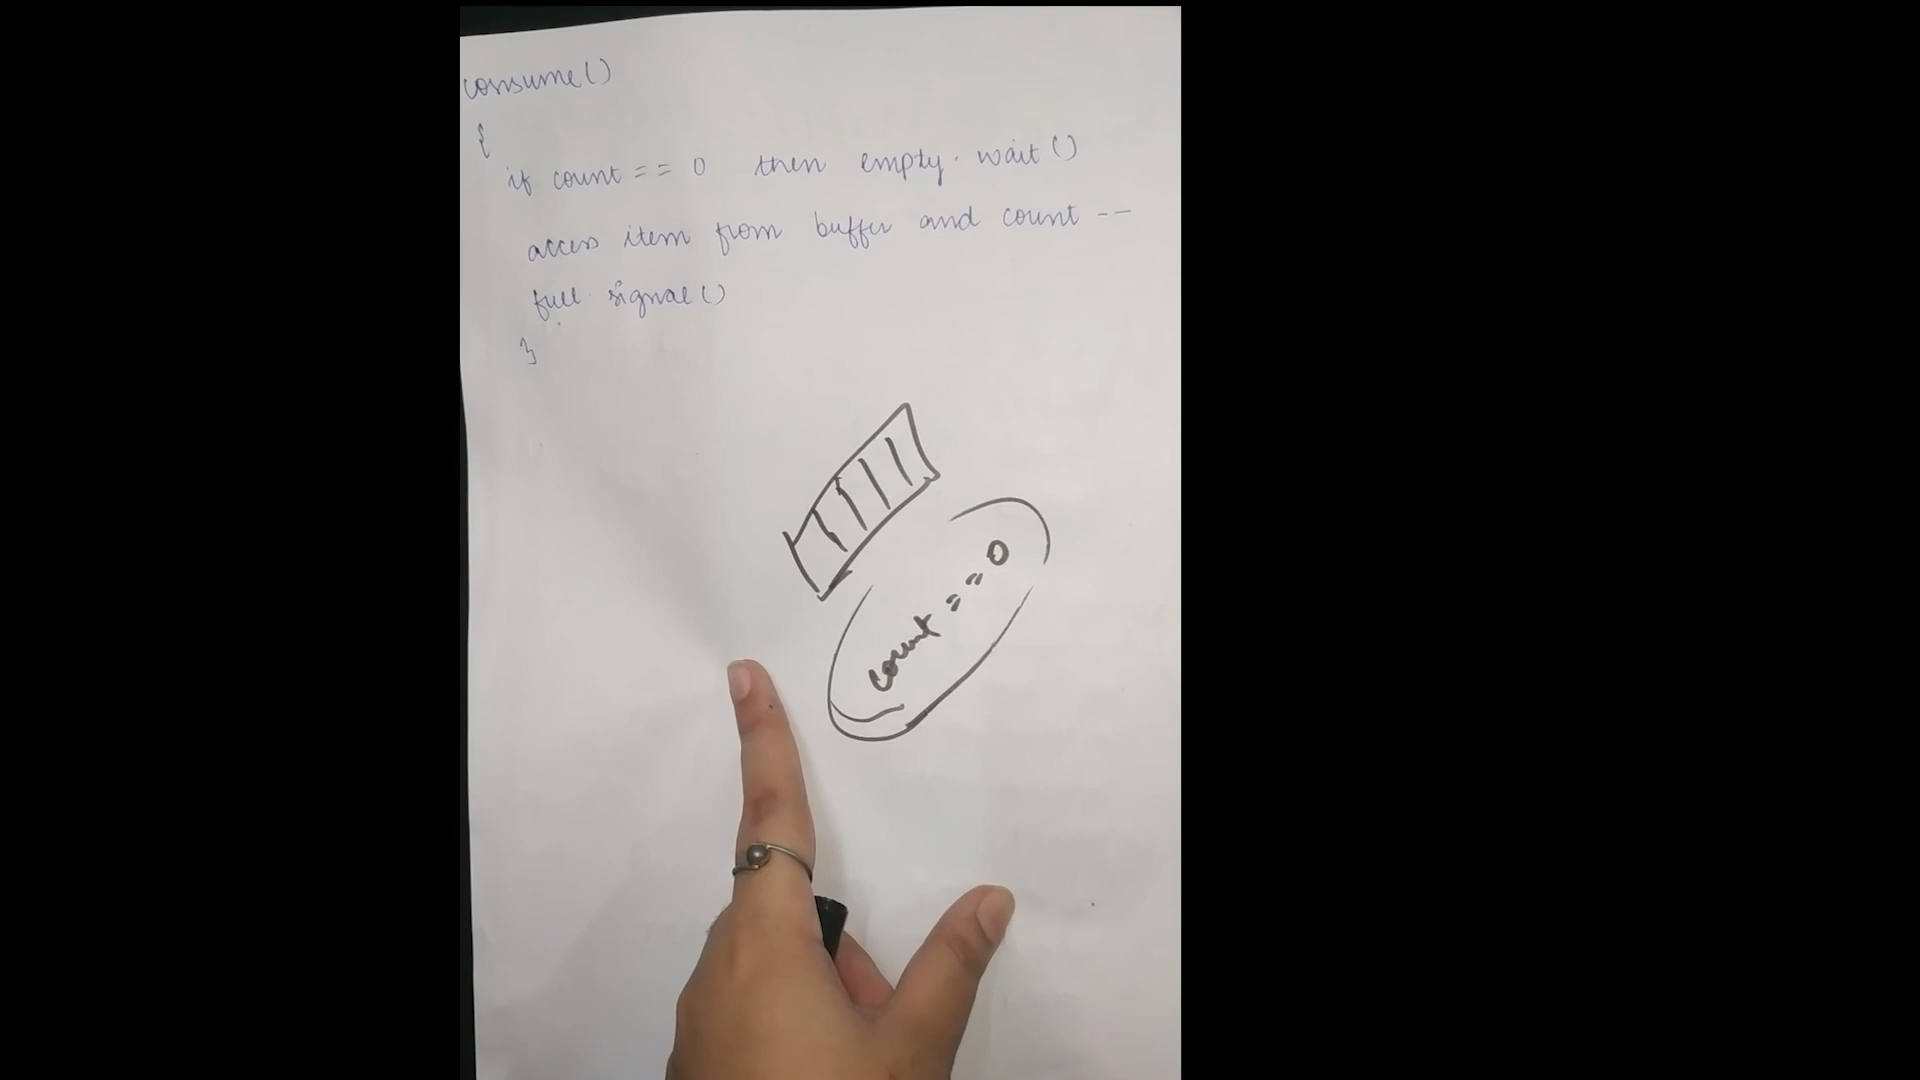 consume()
{
if count == 0 then empty. wait()
access item from buffer and count --
full signal()
}
count == 0